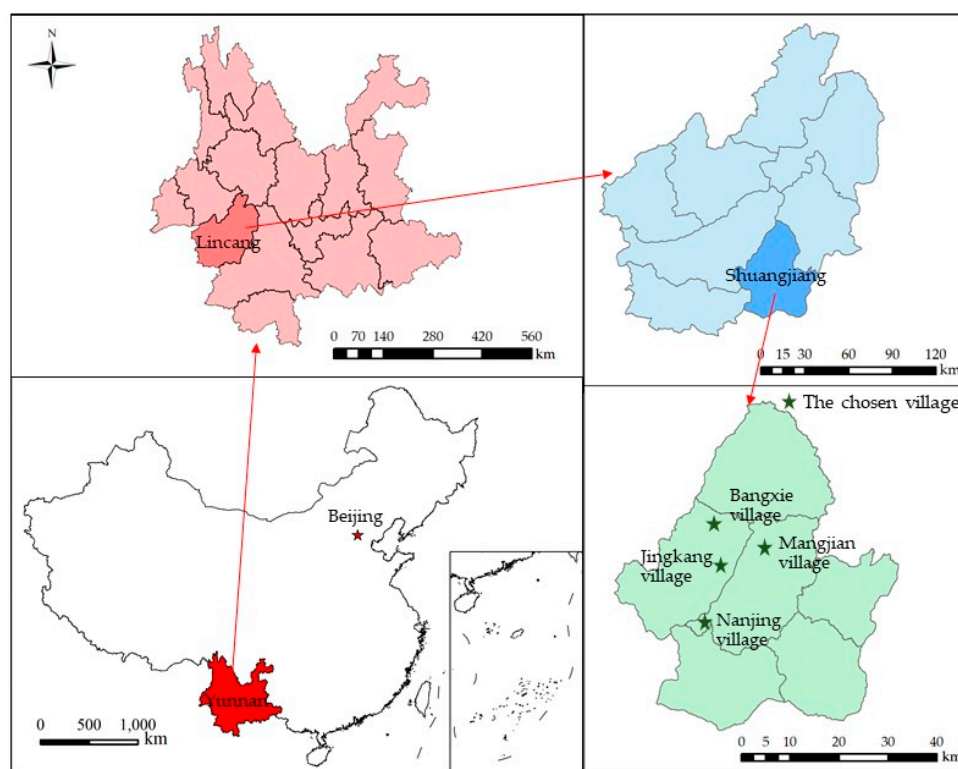 N
Lincang
0 70 140 280 420 560
km
Shuangjiang
0 15 30 60 90 120
km
Beijing
Yunnan
0 500 1,000
km
The chosen village
Bangxie
village
Mangjian
village
Jingkang
village
Nanjing
village
0 5 10 20 30 40
km